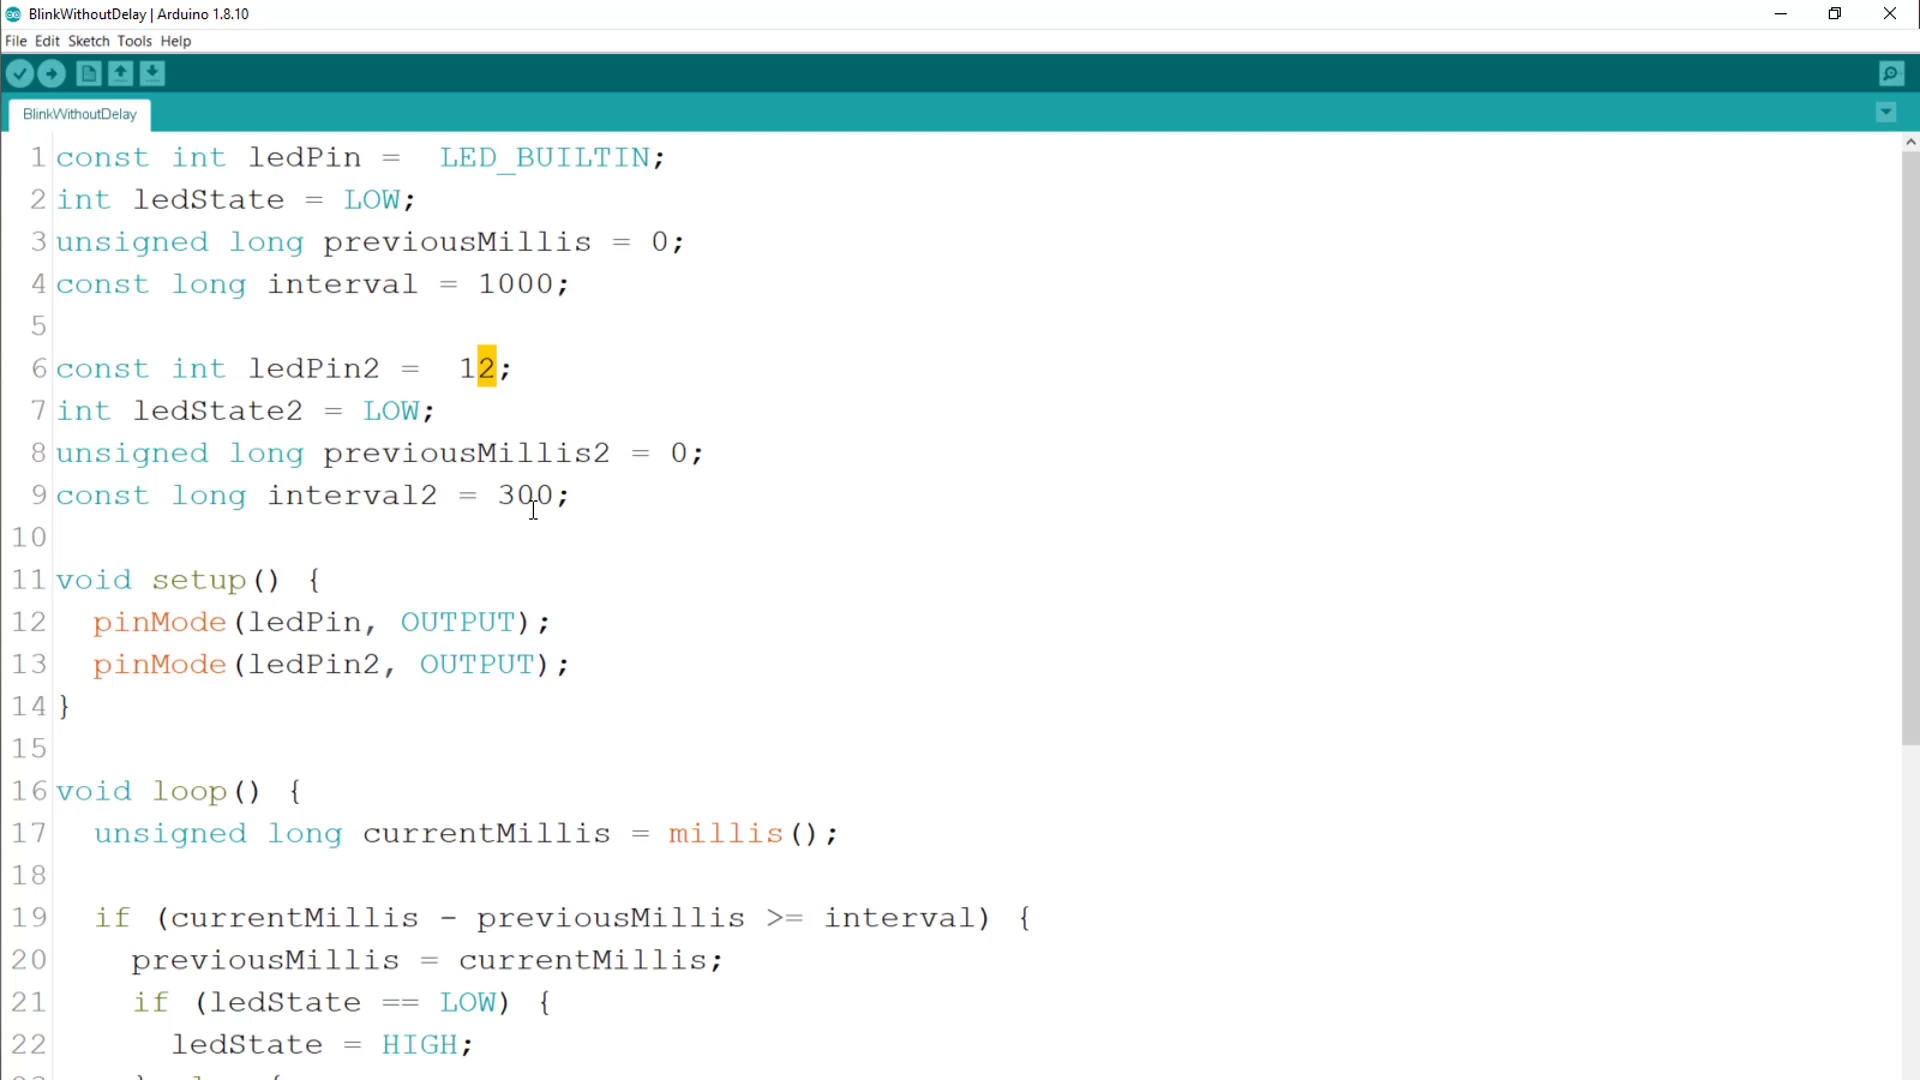 BlinkWithoutDelay | Arduino 1.8.10
File Edit Sketch Tools Help
BlinkWithoutDelay
1 const int ledPin =  LED_BUILTIN;
2 int ledState = LOW;
3 unsigned long previousMillis = 0;
4 const long interval = 1000;
5
6 const int ledPin2 =  12;
7 int ledState2 = LOW;
8 unsigned long previousMillis2 = 0;
9 const long interval2 = 300;
10
11 void setup() {
12   pinMode(ledPin, OUTPUT);
13   pinMode(ledPin2, OUTPUT);
14 }
15
16 void loop() {
17   unsigned long currentMillis = millis();
18
19   if (currentMillis - previousMillis >= interval) {
20     previousMillis = currentMillis;
21     if (ledState == LOW) {
22       ledState = HIGH;